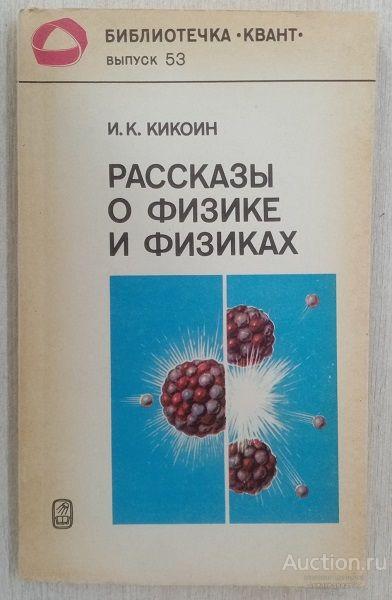 БИБЛИОТЕЧКА •КВАНТ•
ВЫПУСК 53
И. К. КИКОИН
РАССКАЗЫ
О ФИЗИКЕ
И ФИЗИКАХ
Auction.ru